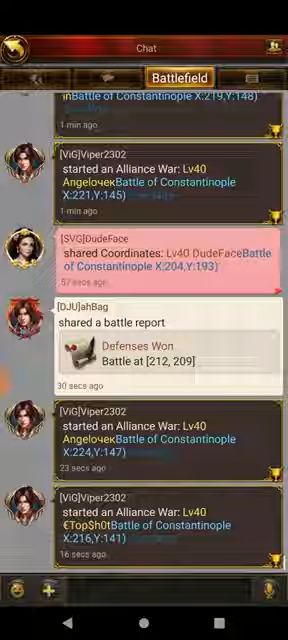 Chat
Battlefield
inBattle of Constantinople X:219,Y:148)
1 min ago
[ViG]Viper2302
started an Alliance War: Lv40
AngelочекBattle of Constantinople
X:221,Y:145)
1 min ago
[SVG]DudeFace
shared Coordinates: Lv40 DudeFaceBattle
of Constantinople X:204,Y:193)
57 secs ago
[DJU]ahBag
shared a battle report
Defenses Won
Battle at [212, 209]
30 secs ago
[ViG]Viper2302
started an Alliance War: Lv40
AngelочекBattle of Constantinople
X:224,Y:147)
23 secs ago
[ViG]Viper2302
started an Alliance War: Lv40
€Top$h0tBattle of Constantinople
X:216,Y:141)
16 secs ago